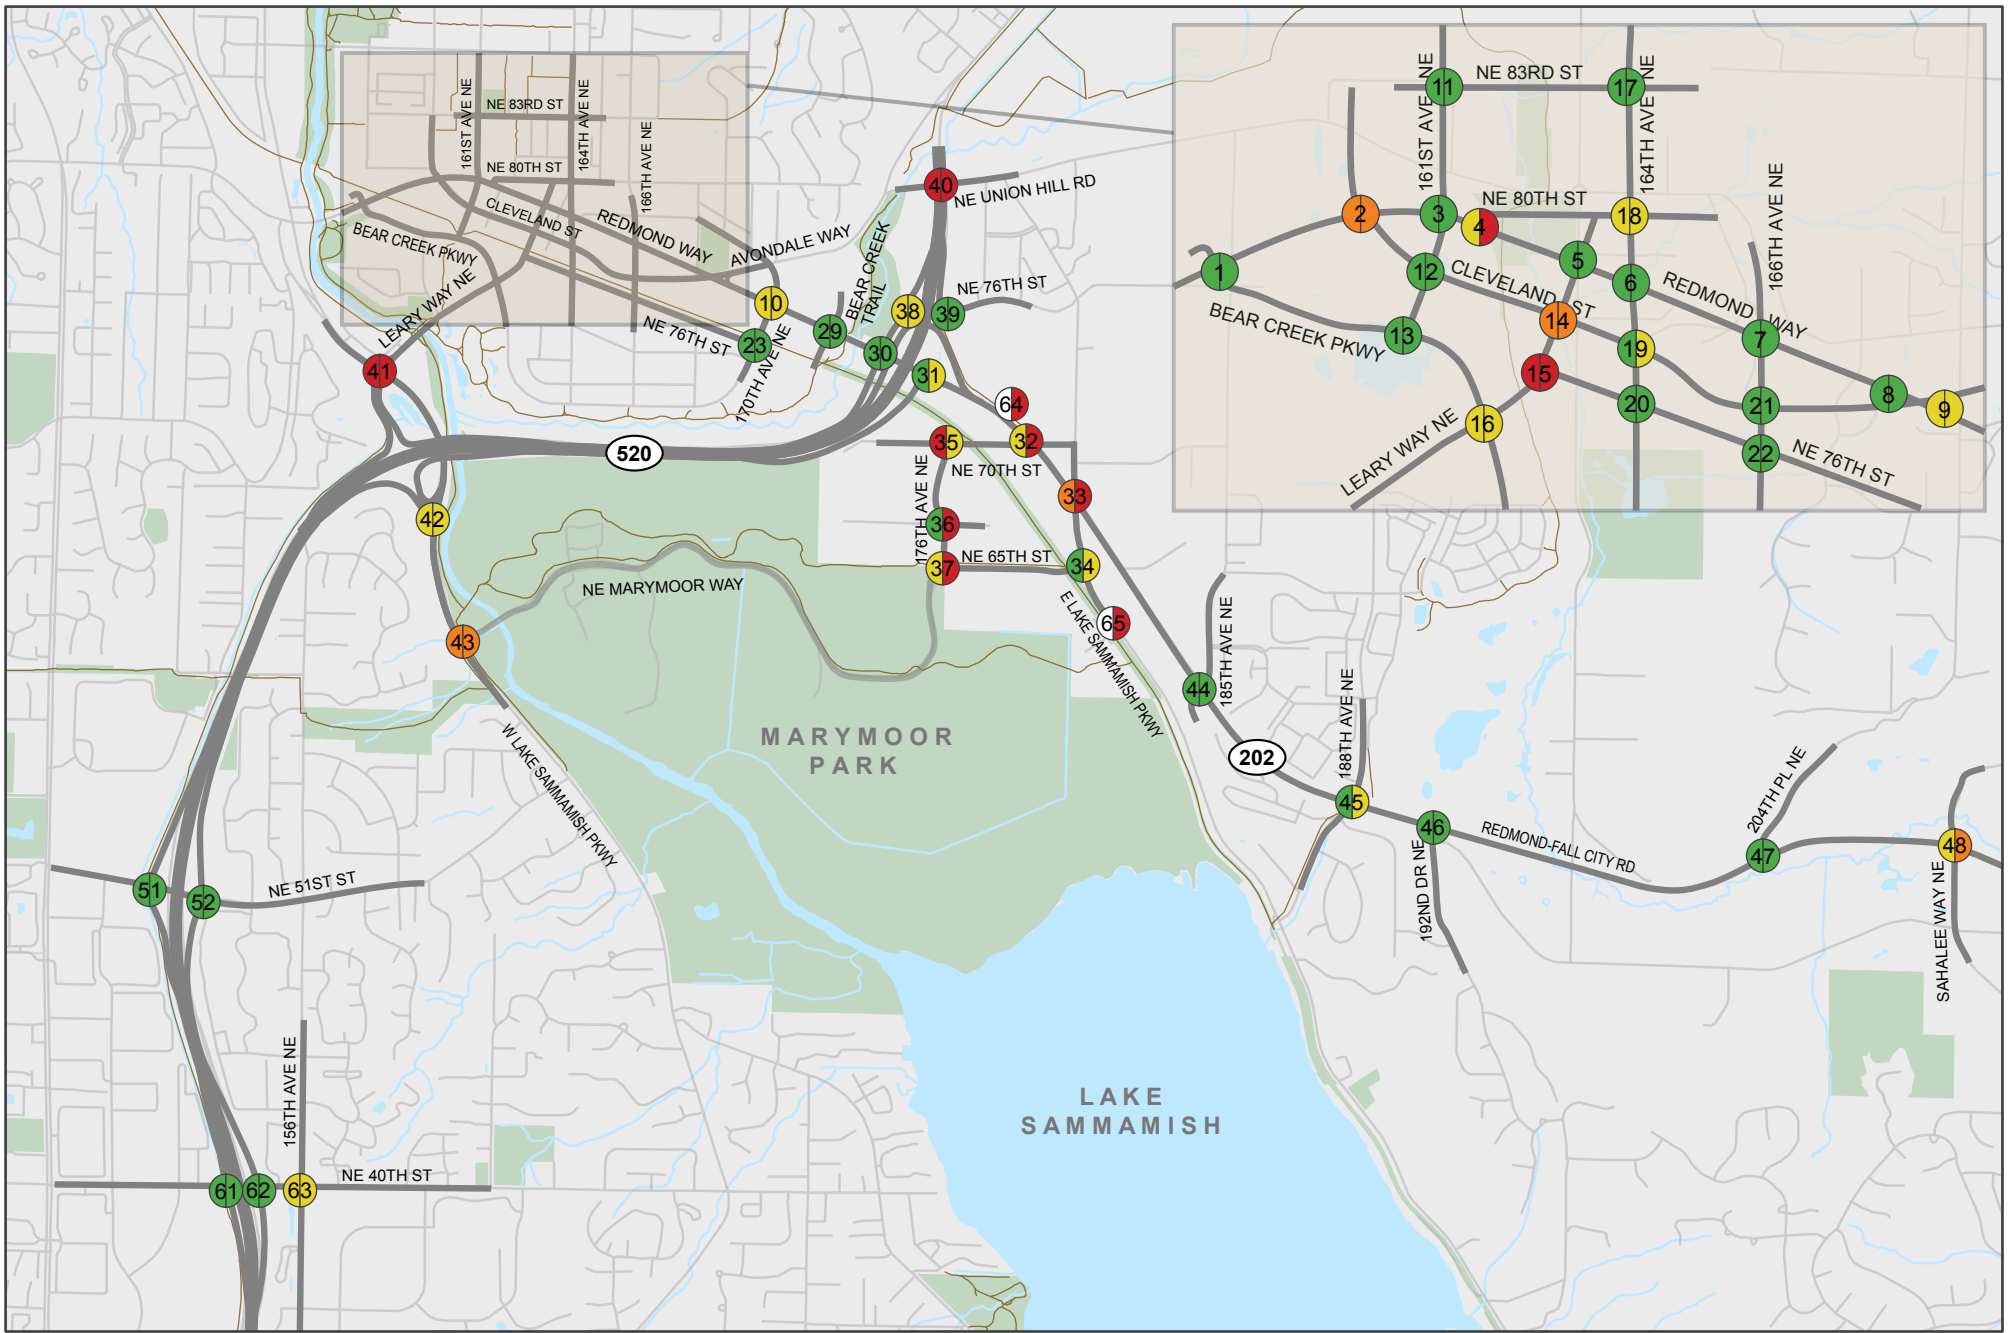 161ST AVE NE
NE 83RD ST
164TH AVE NE
166TH AVE NE
NE 80TH ST
CLEVELAND ST
REDMOND WAY
BEAR CREEK PKWY
LEARY WAY NE
AVONDALE WAY
BEAR CREEK
TRAIL
40
NE UNION HILL RD
NE 76TH ST
10
29
38
39
NE 76TH ST
23
170TH AVE NE
30
31
41
64
520
35
32
NE 70TH ST
176TH AVE NE
33
42
36
37
NE 65TH ST
34
NE MARYMOOR WAY
E LAKE SAMMAMISH PKWY
65
43
W LAKE SAMMAMISH PKWY
MARYMOOR
PARK
44
185TH AVE NE
202
188TH AVE NE
45
46
192ND DR NE
REDMOND-FALL CITY RD
204TH PL NE
47
48
SAHALEE WAY NE
51
52
NE 51ST ST
156TH AVE NE
61
62
63
NE 40TH ST
LAKE
SAMMAMISH
161ST AVE NE
11
NE 83RD ST
17
164TH AVE NE
166TH AVE NE
2
3
4
NE 80TH ST
18
1
12
CLEVELAND ST
5
6
REDMOND WAY
BEAR CREEK PKWY
13
14
19
7
15
20
21
8
9
16
LEARY WAY NE
22
NE 76TH ST